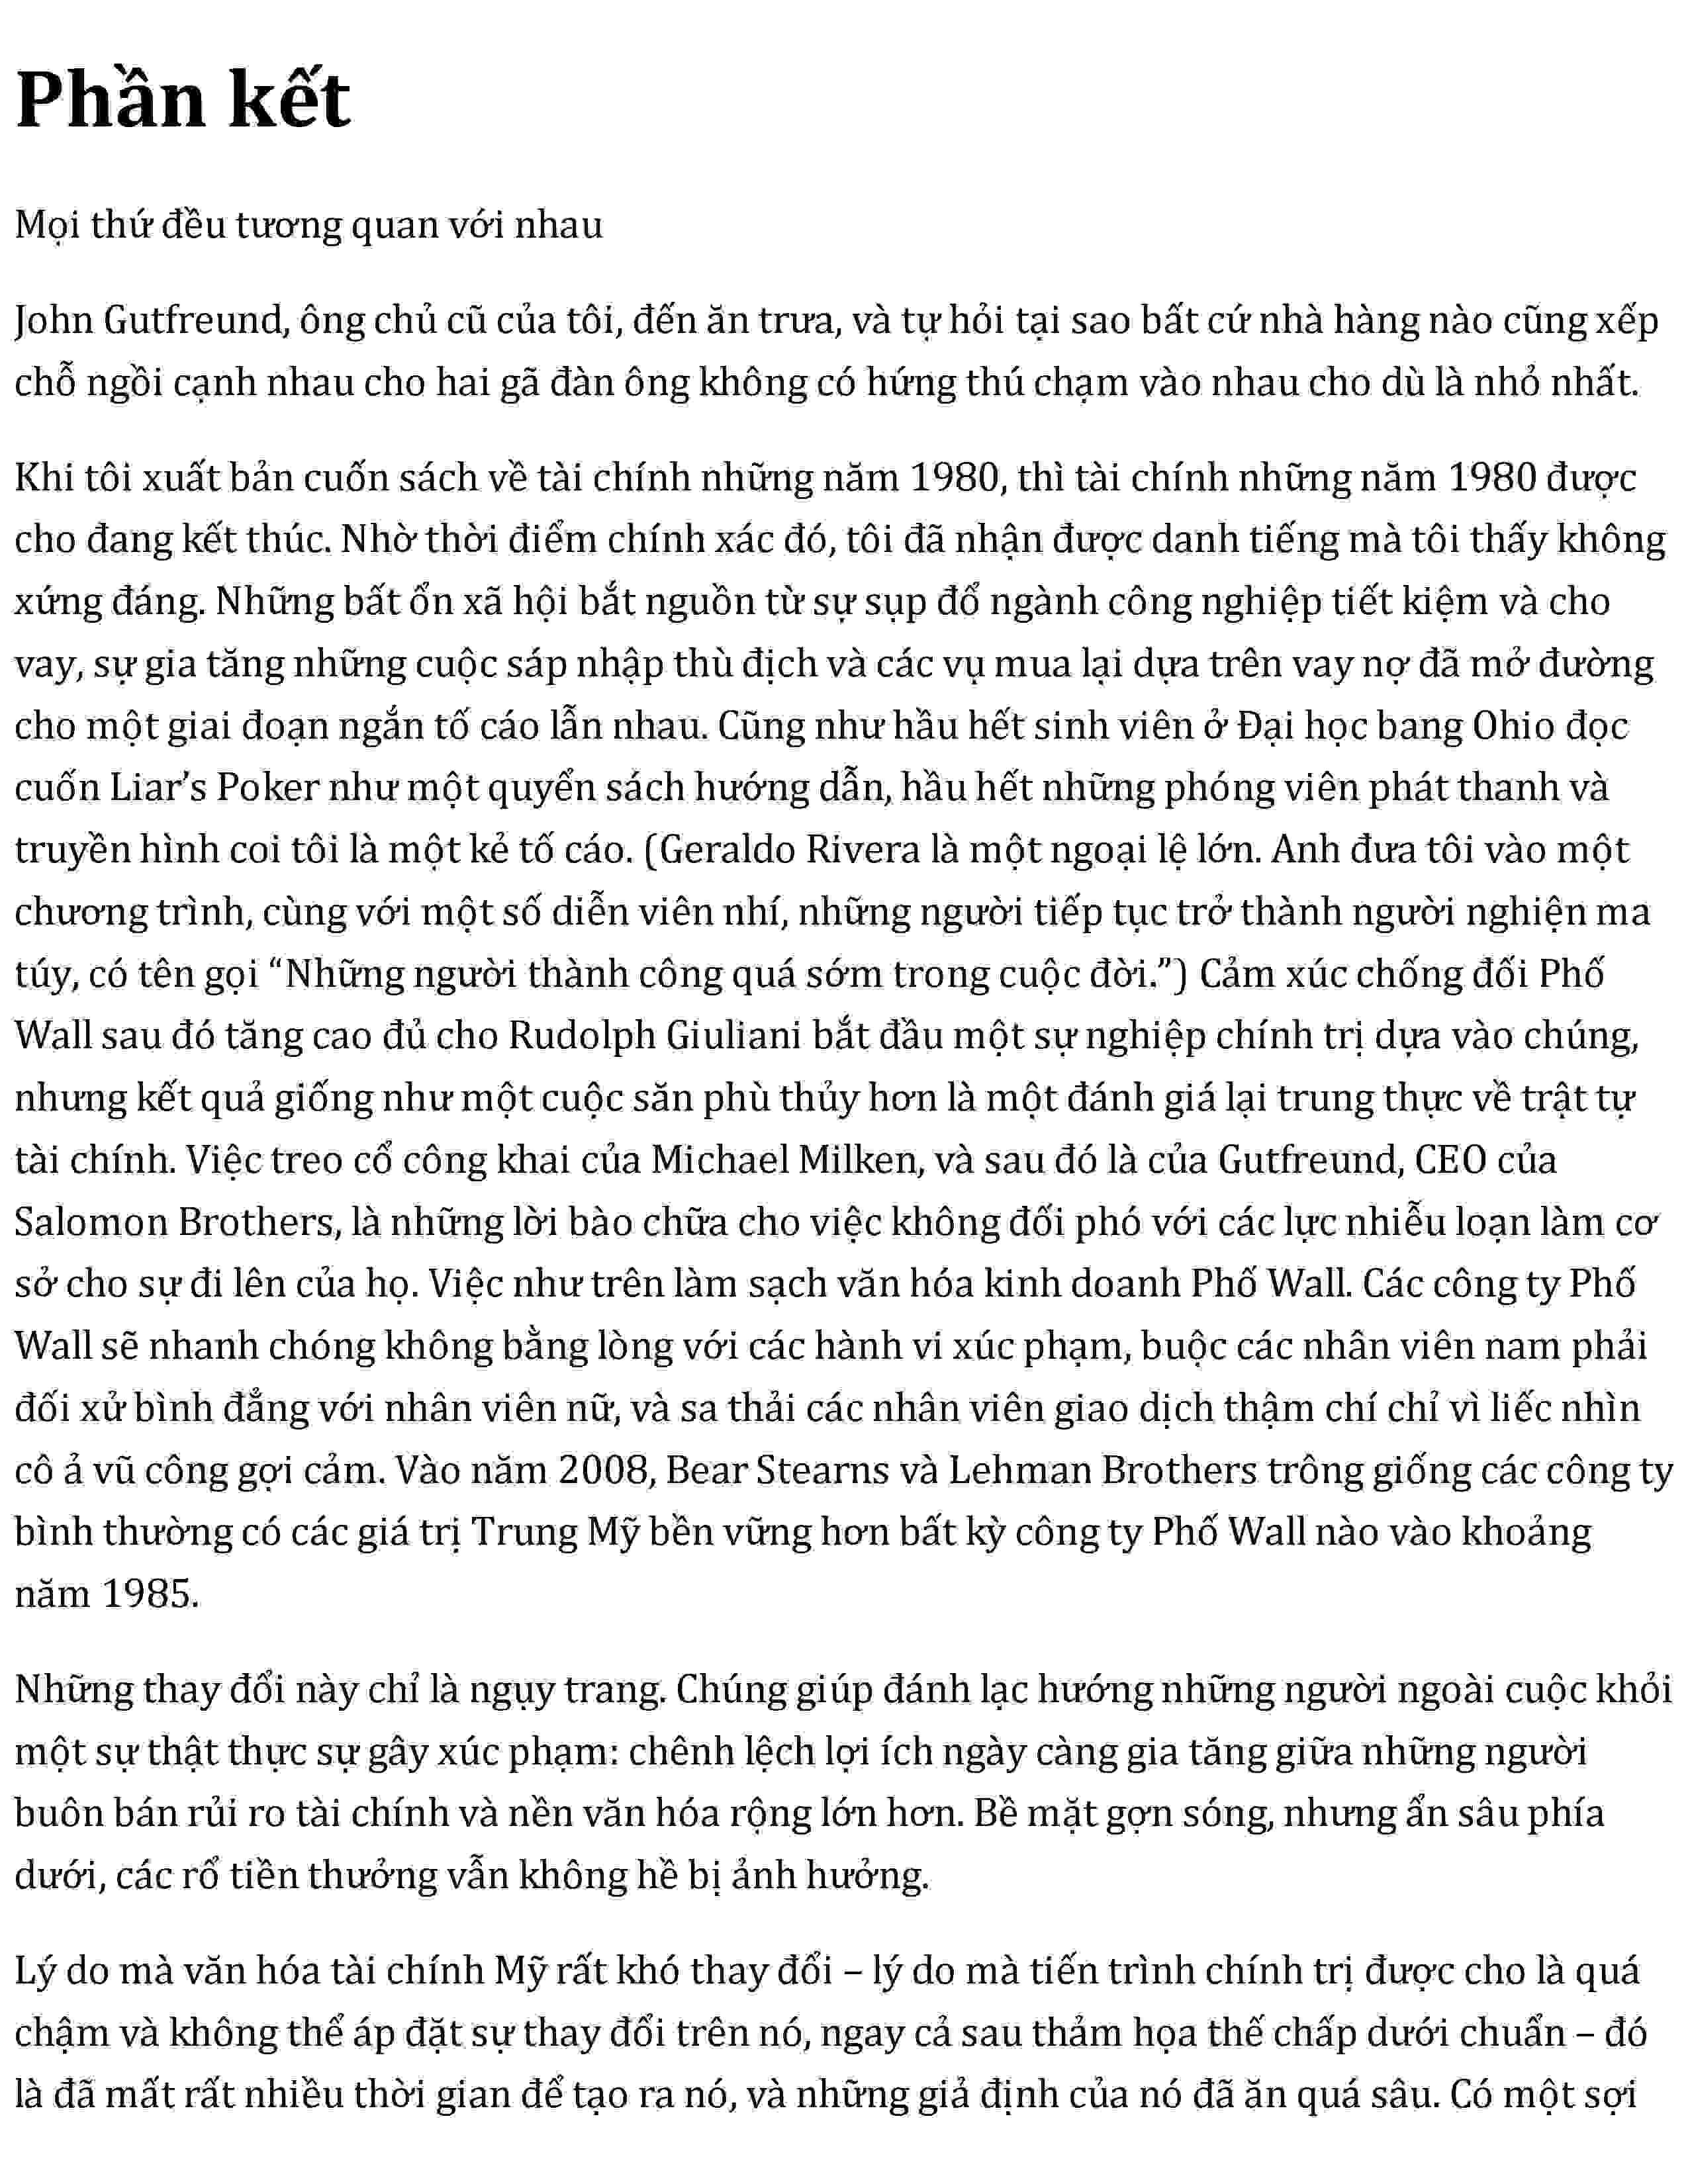 Phần kết
Mọi thứ đều tương quan với nhau
John Gutfreund, ông chủ cũ của tôi, đến ăn trưa, và tự hỏi tại sao bất cứ nhà hàng nào cũng xếp
chỗ ngồi cạnh nhau cho hai gã đàn ông không có hứng thú chạm vào nhau cho dù là nhỏ nhất.
Khi tôi xuất bản cuốn sách về tài chính những năm 1980, thì tài chính những năm 1980 được
cho đang kết thúc. Nhờ thời điểm chính xác đó, tôi đã nhận được danh tiếng mà tôi thấy không
xứng đáng. Những bất ổn xã hội bắt nguồn từ sự sụp đổ ngành công nghiệp tiết kiệm và cho
vay, sự gia tăng những cuộc sáp nhập thù địch và các vụ mua lại dựa trên vay nợ đã mở đường
cho một giai đoạn ngắn tố cáo lẫn nhau. Cũng như hầu hết sinh viên ở Đại học bang Ohio đọc
cuốn Liar’s Poker như một quyển sách hướng dẫn, hầu hết những phóng viên phát thanh và
truyền hình coi tôi là một kẻ tố cáo. (Geraldo Rivera là một ngoại lệ lớn. Anh đưa tôi vào một
chương trình, cùng với một số diễn viên nhí, những người tiếp tục trở thành người nghiện ma
túy, có tên gọi “Những người thành công quá sớm trong cuộc đời.”) Cảm xúc chống đối Phố
Wall sau đó tăng cao đủ cho Rudolph Giuliani bắt đầu một sự nghiệp chính trị dựa vào chúng,
nhưng kết quả giống như một cuộc săn phù thủy hơn là một đánh giá lại trung thực về trật tự
tài chính. Việc treo cổ công khai của Michael Milken, và sau đó là của Gutfreund, CEO của
Salomon Brothers, là những lời bào chữa cho việc không đối phó với các lực nhiễu loạn làm cơ
sở cho sự đi lên của họ. Việc như trên làm sạch văn hóa kinh doanh Phố Wall. Các công ty Phố
Wall sẽ nhanh chóng không bằng lòng với các hành vi xúc phạm, buộc các nhân viên nam phải
đối xử bình đẳng với nhân viên nữ, và sa thải các nhân viên giao dịch thậm chí chỉ vì liếc nhìn
cô ả vũ công gợi cảm. Vào năm 2008, Bear Stearns và Lehman Brothers trông giống các công ty
bình thường có các giá trị Trung Mỹ bền vững hơn bất kỳ công ty Phố Wall nào vào khoảng
năm 1985.
Những thay đổi này chỉ là ngụy trang. Chúng giúp đánh lạc hướng những người ngoài cuộc khỏi
một sự thật thực sự gây xúc phạm: chênh lệch lợi ích ngày càng gia tăng giữa những người
buôn bán rủi ro tài chính và nền văn hóa rộng lớn hơn. Bề mặt gợn sóng, nhưng ẩn sâu phía
dưới, các rổ tiền thưởng vẫn không hề bị ảnh hưởng.
Lý do mà văn hóa tài chính Mỹ rất khó thay đổi – lý do mà tiến trình chính trị được cho là quá
chậm và không thể áp đặt sự thay đổi trên nó, ngay cả sau thảm họa thế chấp dưới chuẩn – đó
là đã mất rất nhiều thời gian để tạo ra nó, và những giả định của nó đã ăn quá sâu. Có một sợi